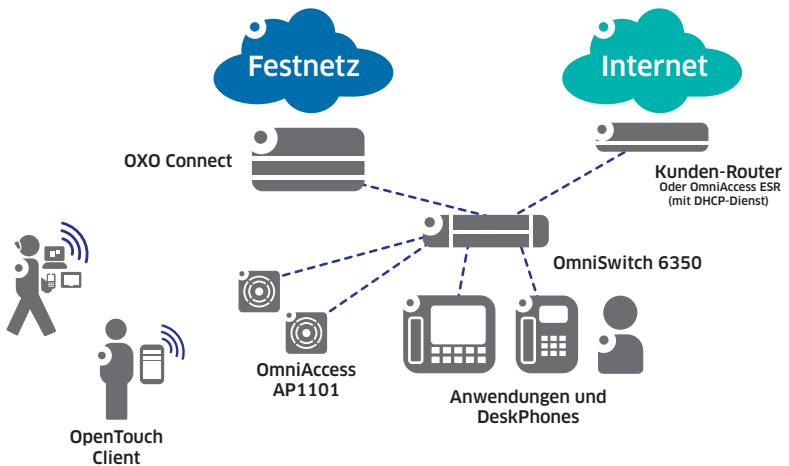 Festnetz
Internet
OXO Connect
Kunden-Router
Oder OmniAccess ESR
(mit DHCP-Dienst)
OmniSwitch 6350
OmniAccess
AP1101
Anwendungen und
DeskPhones
OpenTouch
Client